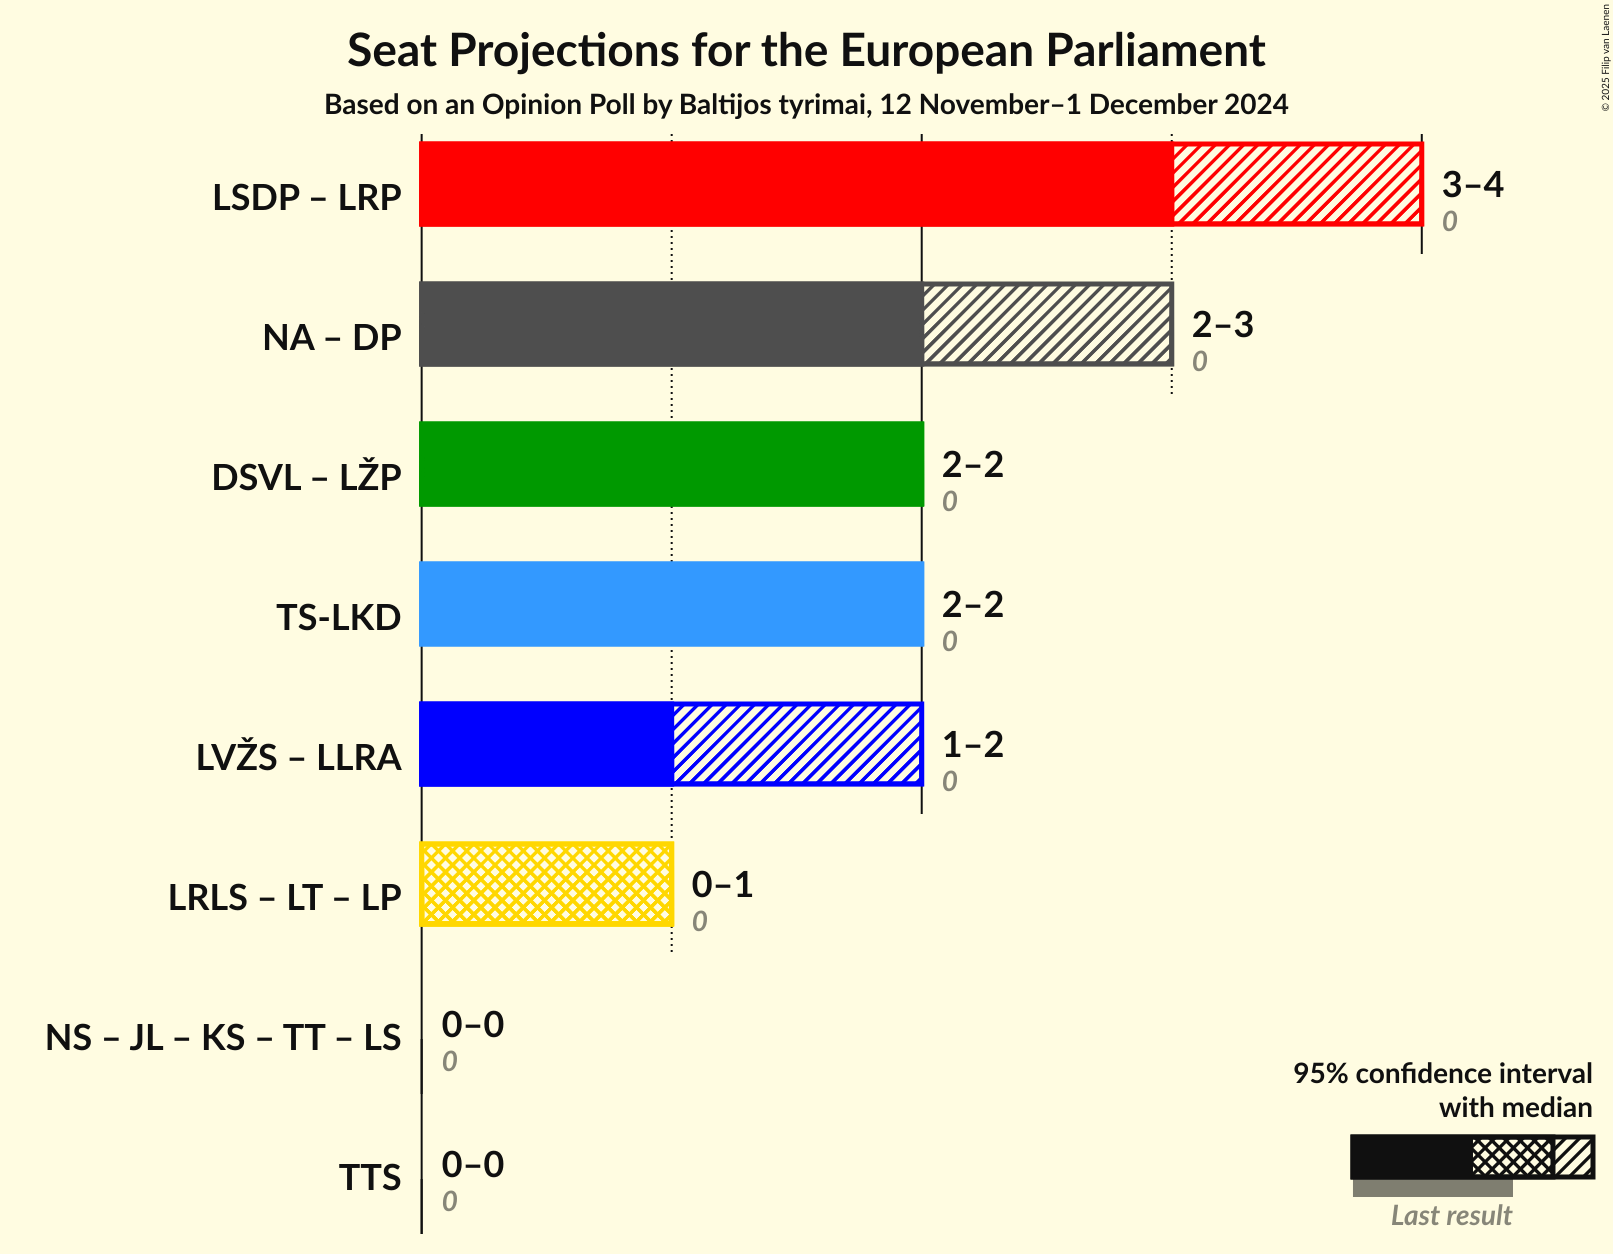 Seat Projections for the European Parliament
Based on an Opinion Poll by Baltijos tyrimai, 12 November–1 December 2024
© 2025 Filip van Laenen
LSDP – LRP
3–4
0
NA – DP
2–3
0
DSVL – LŽP
2–2
0
TS-LKD
2–2
0
LVŽS – LLRA
1–2
0
LRLS – LT – LP
0–1
0
NS – JL – KS – TT – LS
0–0
0
TTS
0–0
0
95% confidence interval
with median
Last result